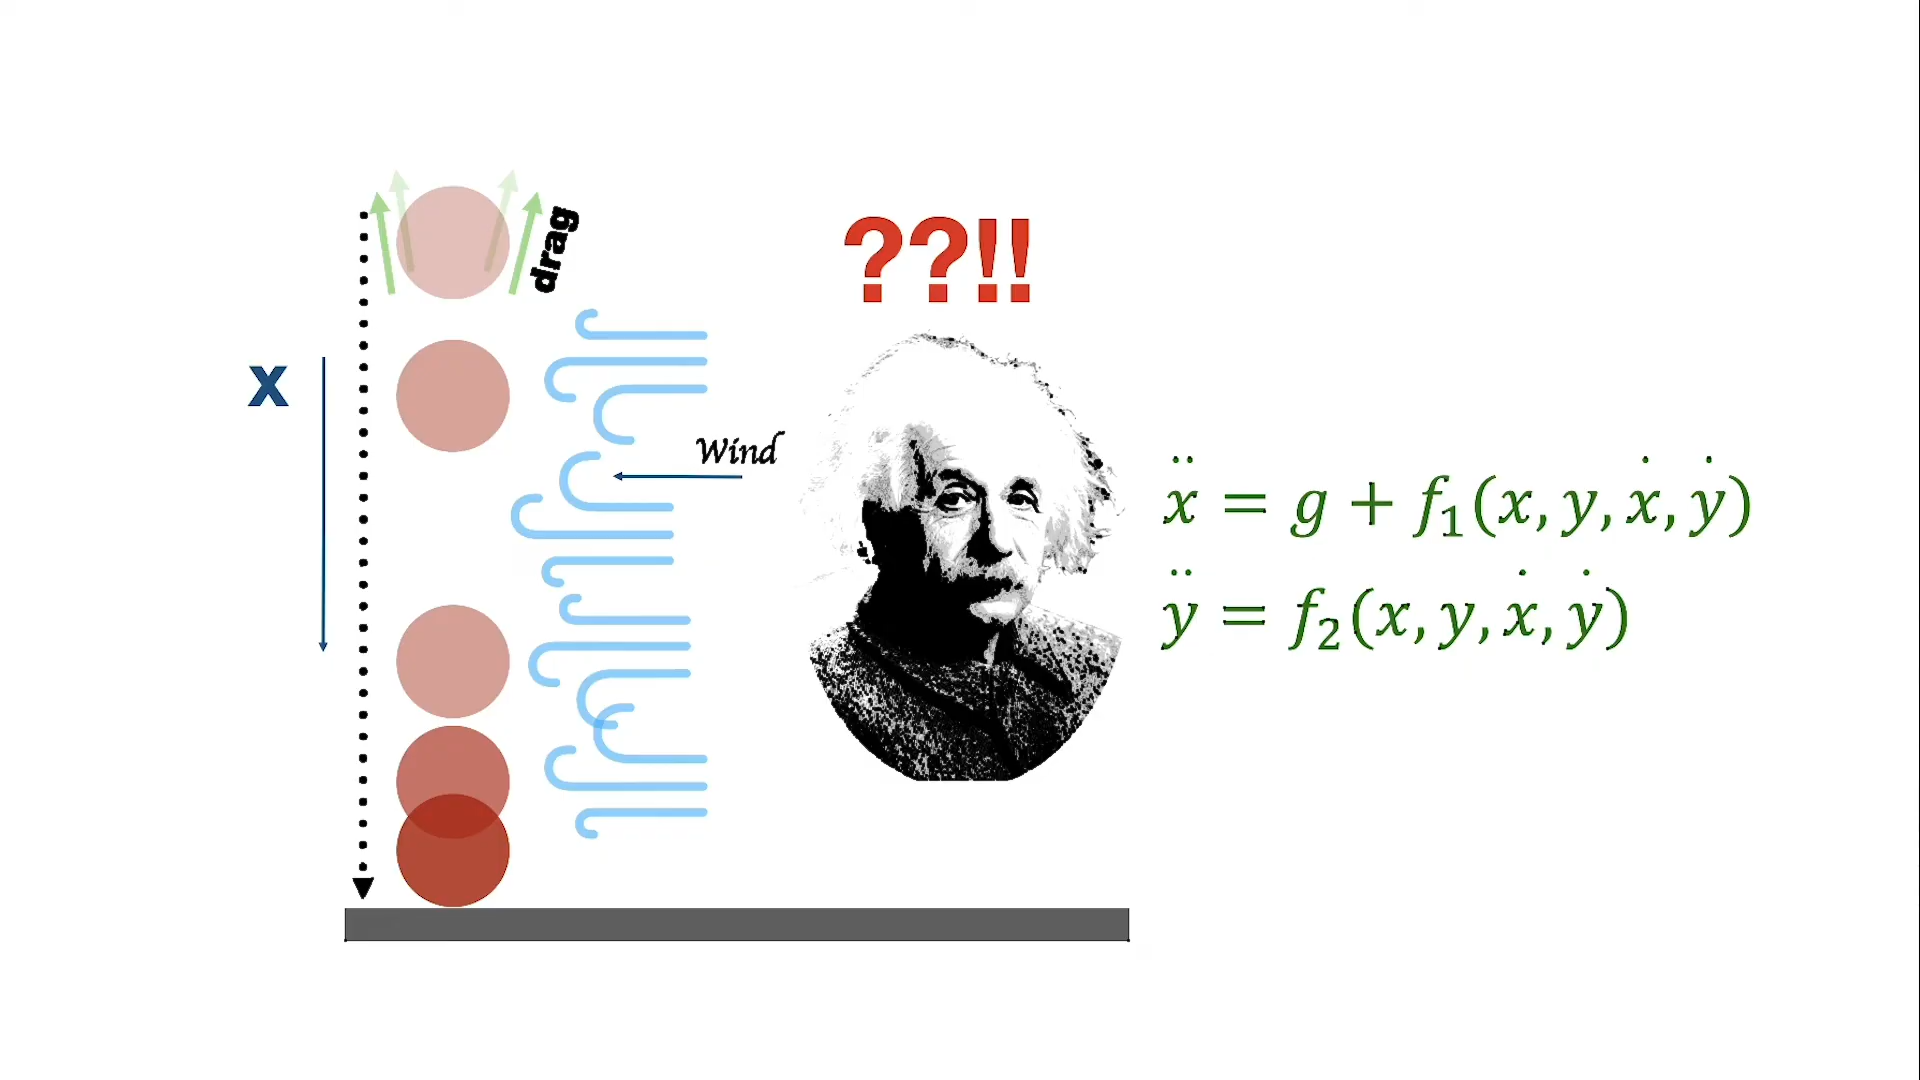 drag
??!!
X
Wind
ẍ = g + f₁(x, y, ẋ, ẏ)
ÿ = f₂(x, y, ẋ, ẏ)